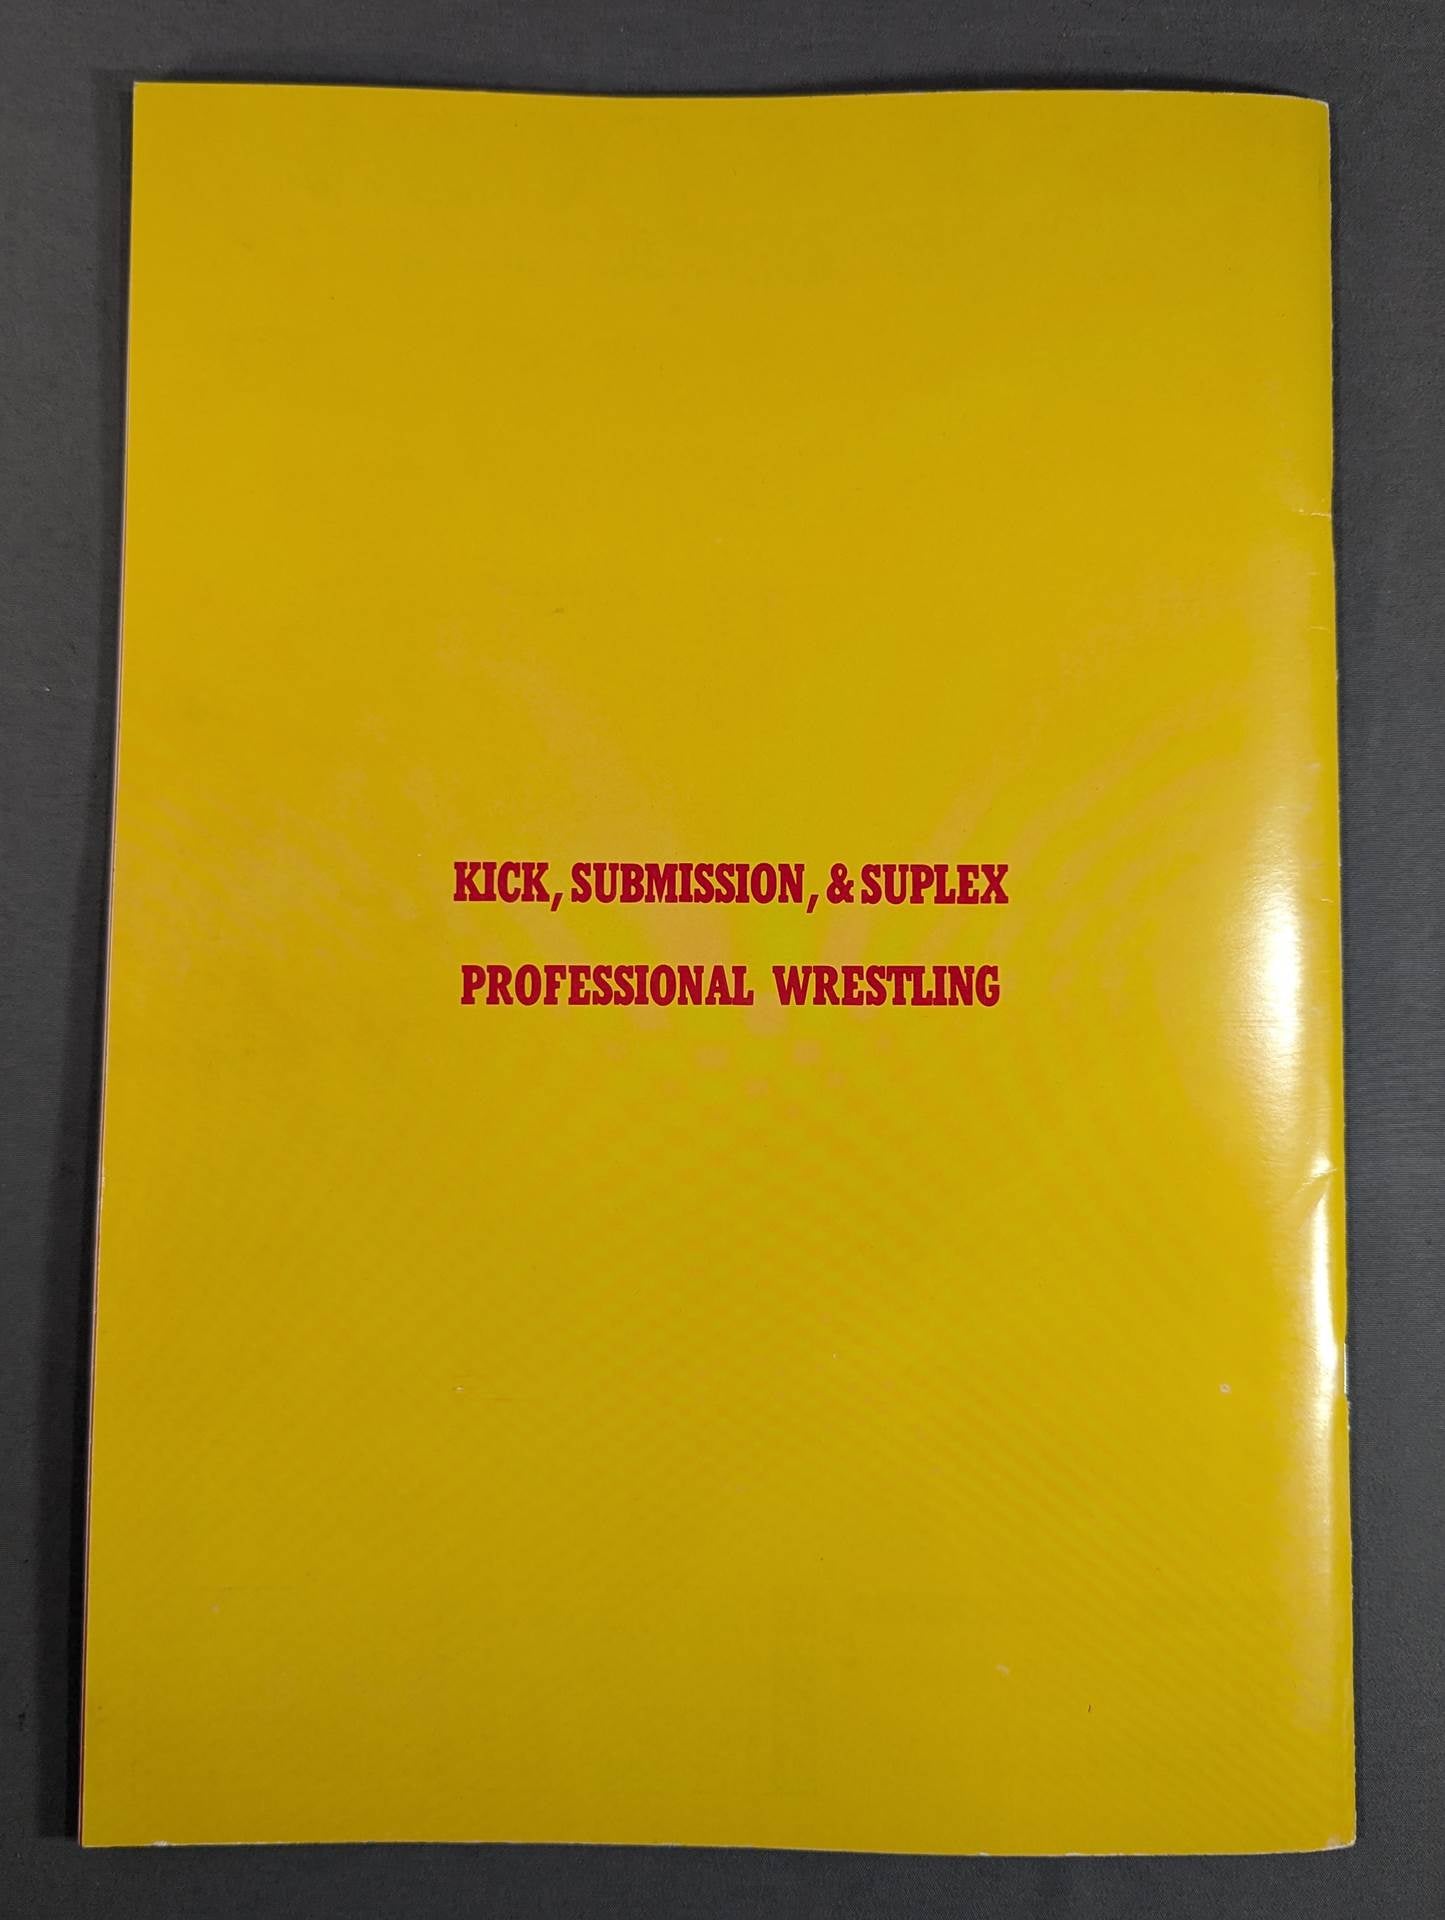 KICK, SUBMISSION, & SUPLEX
PROFESSIONAL WRESTLING